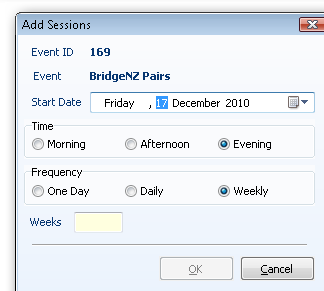 Add Sessions
Event ID 169
Event BridgeNZ Pairs
Start Date Friday , 17 December 2010
Time
Morning Afternoon Evening
Frequency
One Day Daily Weekly
Weeks
OK Cancel